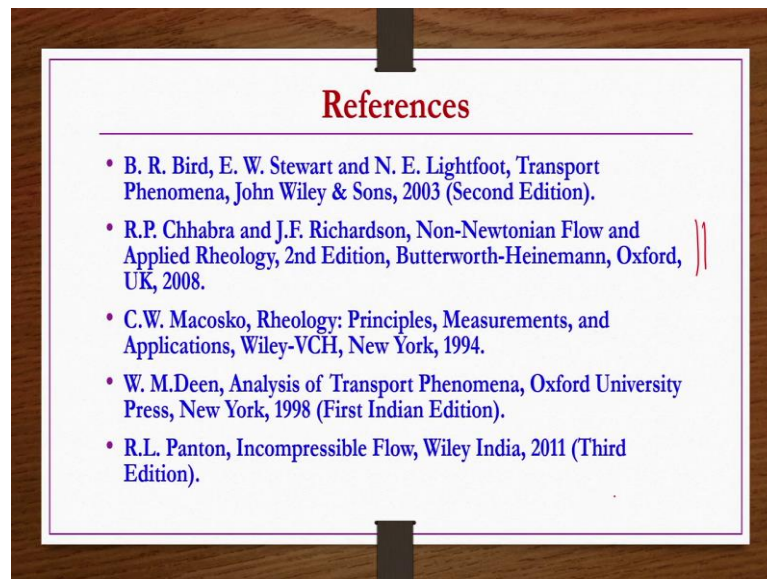 References
• B. R. Bird, E. W. Stewart and N. E. Lightfoot, Transport
Phenomena, John Wiley & Sons, 2003 (Second Edition).
• R.P. Chhabra and J.F. Richardson, Non-Newtonian Flow and
Applied Rheology, 2nd Edition, Butterworth-Heinemann, Oxford,
UK, 2008.
• C.W. Macosko, Rheology: Principles, Measurements, and
Applications, Wiley-VCH, New York, 1994.
• W. M.Deen, Analysis of Transport Phenomena, Oxford University
Press, New York, 1998 (First Indian Edition).
• R.L. Panton, Incompressible Flow, Wiley India, 2011 (Third
Edition).